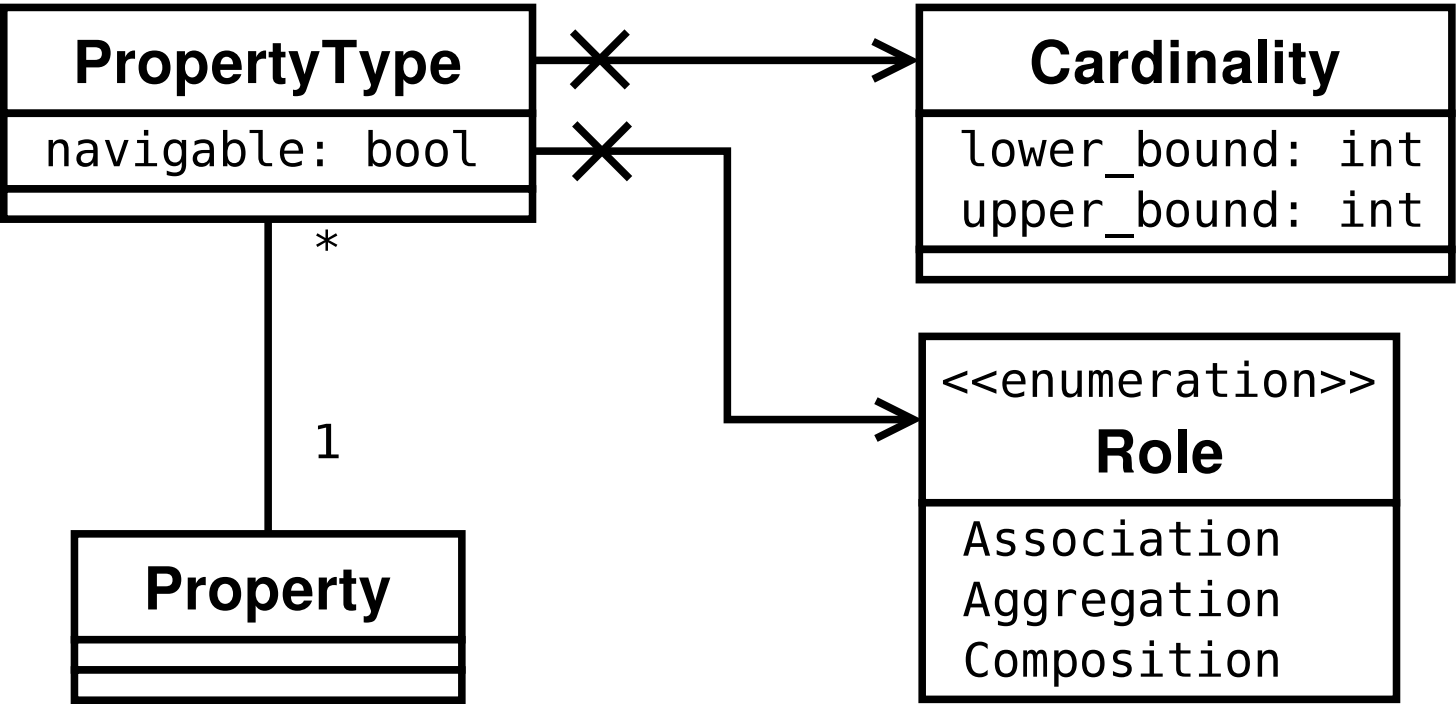 PropertyType
navigable: bool
*
1
Property
Cardinality
lower_bound: int
upper_bound: int
<<enumeration>>
Role
Association
Aggregation
Composition